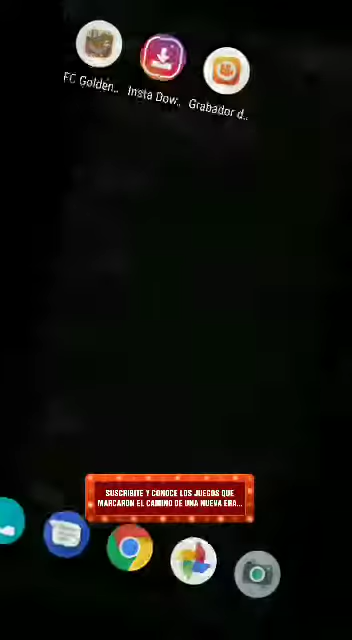 FC Golden..
Insta Dow..
Grabador d..
SUSCRIBITE Y CONOCE LOS JUEGOS QUE
MARCARON EL CAMINO DE UNA NUEVA ERA...